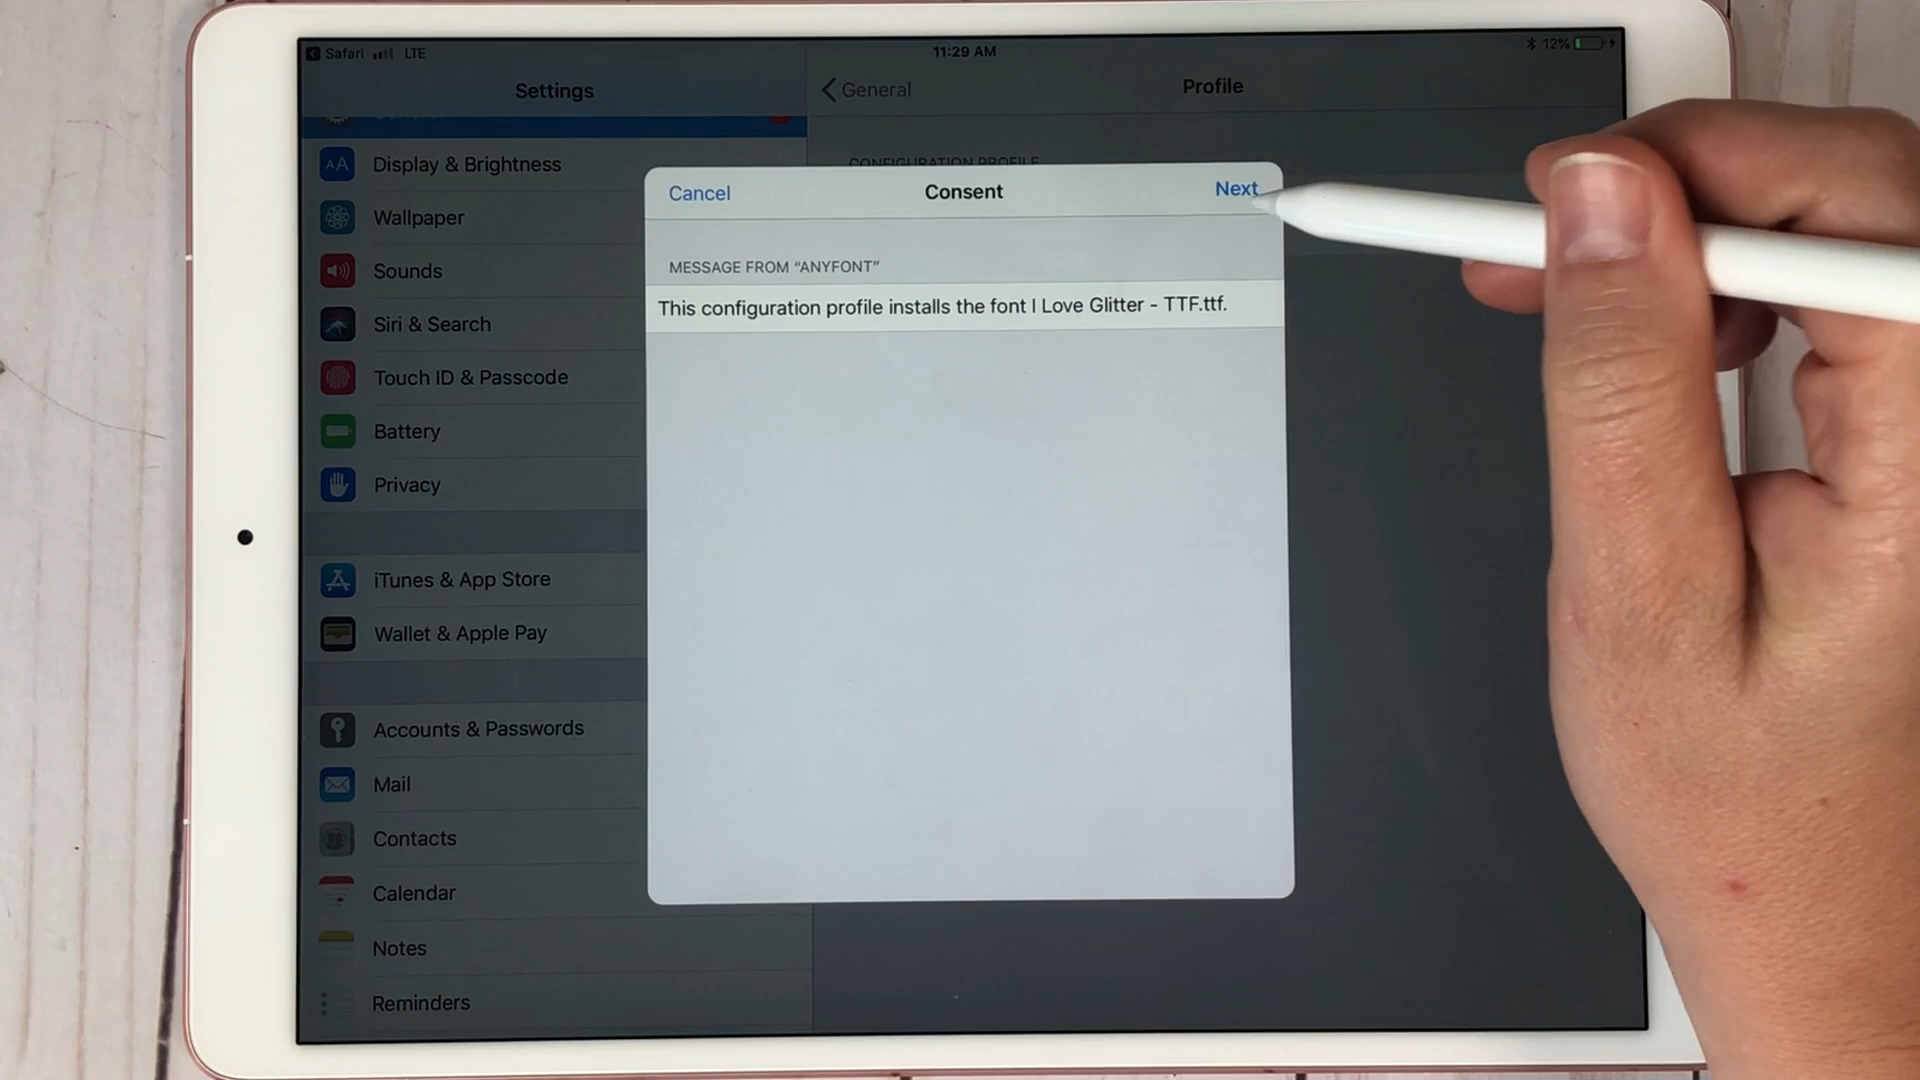 Safari LTE
11:29 AM
12%
Settings
General
Profile
Display & Brightness
Wallpaper
Sounds
Siri & Search
Touch ID & Passcode
Battery
Privacy
iTunes & App Store
Wallet & Apple Pay
Accounts & Passwords
Mail
Contacts
Calendar
Notes
Reminders
CONFIGURATION PROFILE
Cancel
Consent
Next
MESSAGE FROM “ANYFONT”
This configuration profile installs the font I Love Glitter - TTF.ttf.